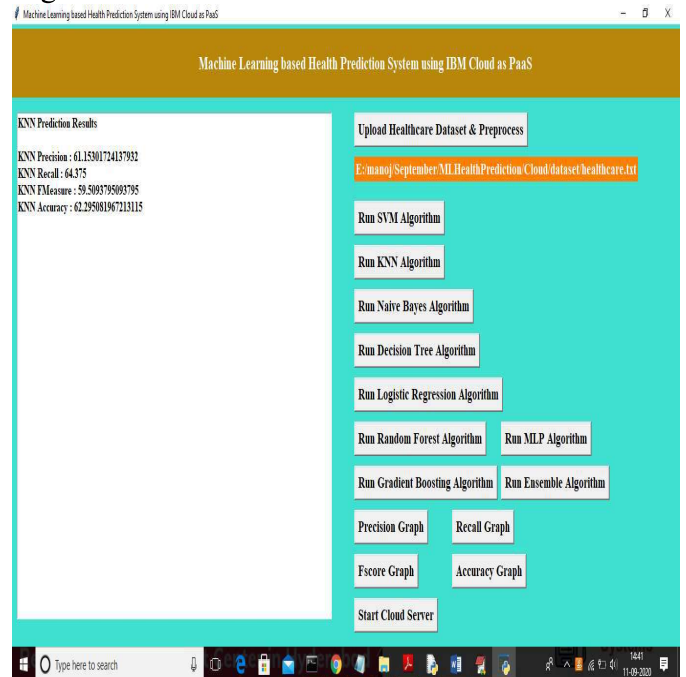 Machine Learning based Health Prediction System using IBM Cloud as PaaS
Machine Learning based Health Prediction System using IBM Cloud as PaaS
KNN Prediction Results
KNN Precision : 61.15301724137932
KNN Recall : 64.375
KNN FMeasure : 59.5093795093795
KNN Accuracy : 62.295081967213115
Upload Healthcare Dataset & Preprocess
E:/manoj/September/MLHealthPrediction/Cloud/dataset/healthcare.txt
Run SVM Algorithm
Run KNN Algorithm
Run Naive Bayes Algorithm
Run Decision Tree Algorithm
Run Logistic Regression Algorithm
Run Random Forest Algorithm
Run MLP Algorithm
Run Gradient Boosting Algorithm
Run Ensemble Algorithm
Precision Graph
Recall Graph
Fscore Graph
Accuracy Graph
Start Cloud Server
Type here to search
14:41
11-09-2020